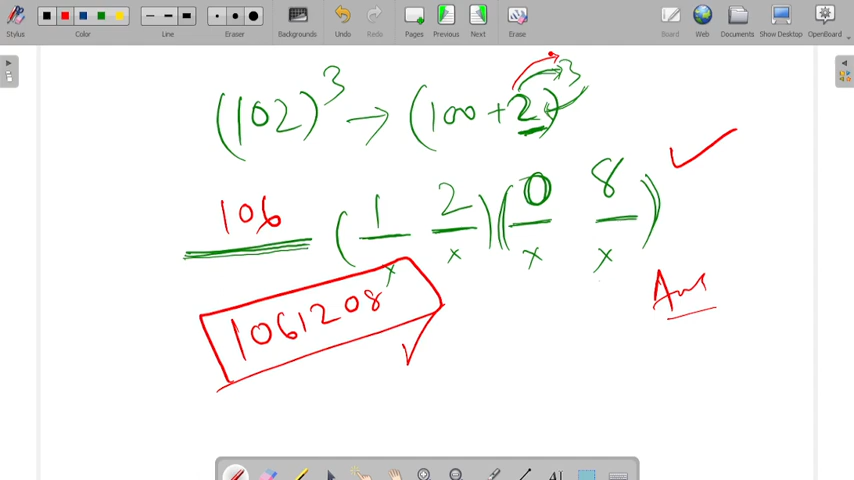 Stylus Color Line Eraser Backgrounds Undo Redo Pages Previous Next Erase Board Web Documents Show Desktop OpenBoard
(102)³ → (100 + 2)³
106 (1 2)(0 8)
x x x x
1061208
Ans